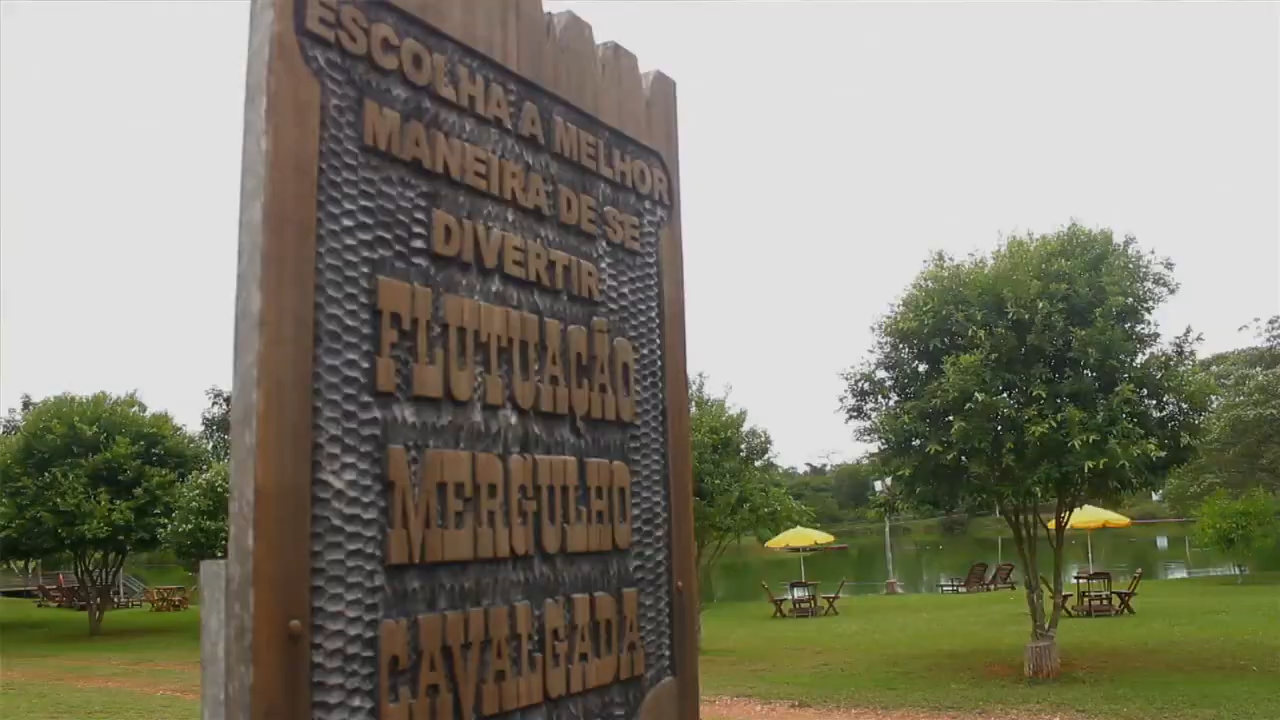 ESCOLHA A MELHOR
MANEIRA DE SE
DIVERTIR
FLUTUAÇÃO
MERGULHO
CAVALGADA